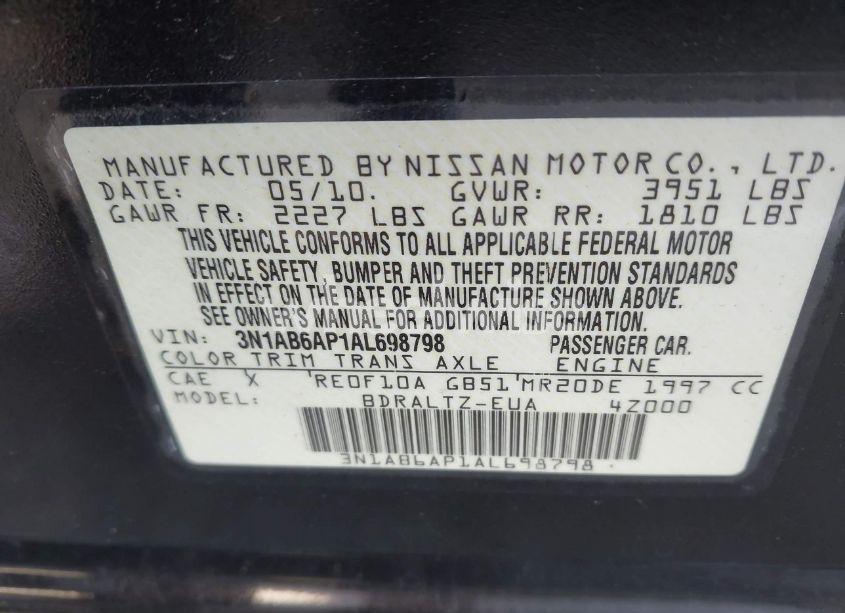 MANUFACTURED BY NISSAN MOTOR CO., LTD.
DATE: 05/10. GVWR: 3951 LBS
GAWR FR: 2227 LBS GAWR RR: 1810 LBS
THIS VEHICLE CONFORMS TO ALL APPLICABLE FEDERAL MOTOR
VEHICLE SAFETY, BUMPER AND THEFT PREVENTION STANDARDS
IN EFFECT ON THE DATE OF MANUFACTURE SHOWN ABOVE.
SEE OWNER'S MANUAL FOR ADDITIONAL INFORMATION.
VIN: 3N1AB6AP1AL698798 PASSENGER CAR.
COLOR TRIM TRANS AXLE ENGINE
CAE X RE0F10A GB51 MR20DE 1997 CC
MODEL: BDRALTZ-EUA 4Z000
3N1AB6AP1AL698798